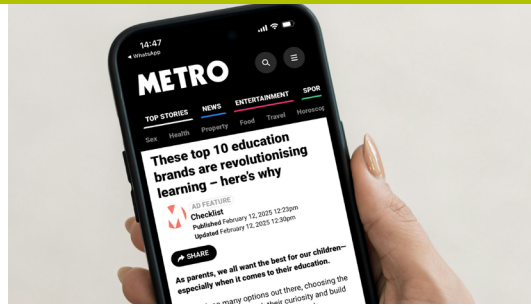 14:47
WhatsApp
METRO
TOP STORIES NEWS ENTERTAINMENT SPOR
Sex Health Property Food Travel Horoscop
These top 10 education
brands are revolutionising
learning – here's why
AD FEATURE
Checklist
Published February 12, 2025 12:23pm
Updated February 12, 2025 12:30pm
SHARE
As parents, we all want the best for our children—
especially when it comes to their education.
many options out there, choosing the
their curiosity and build